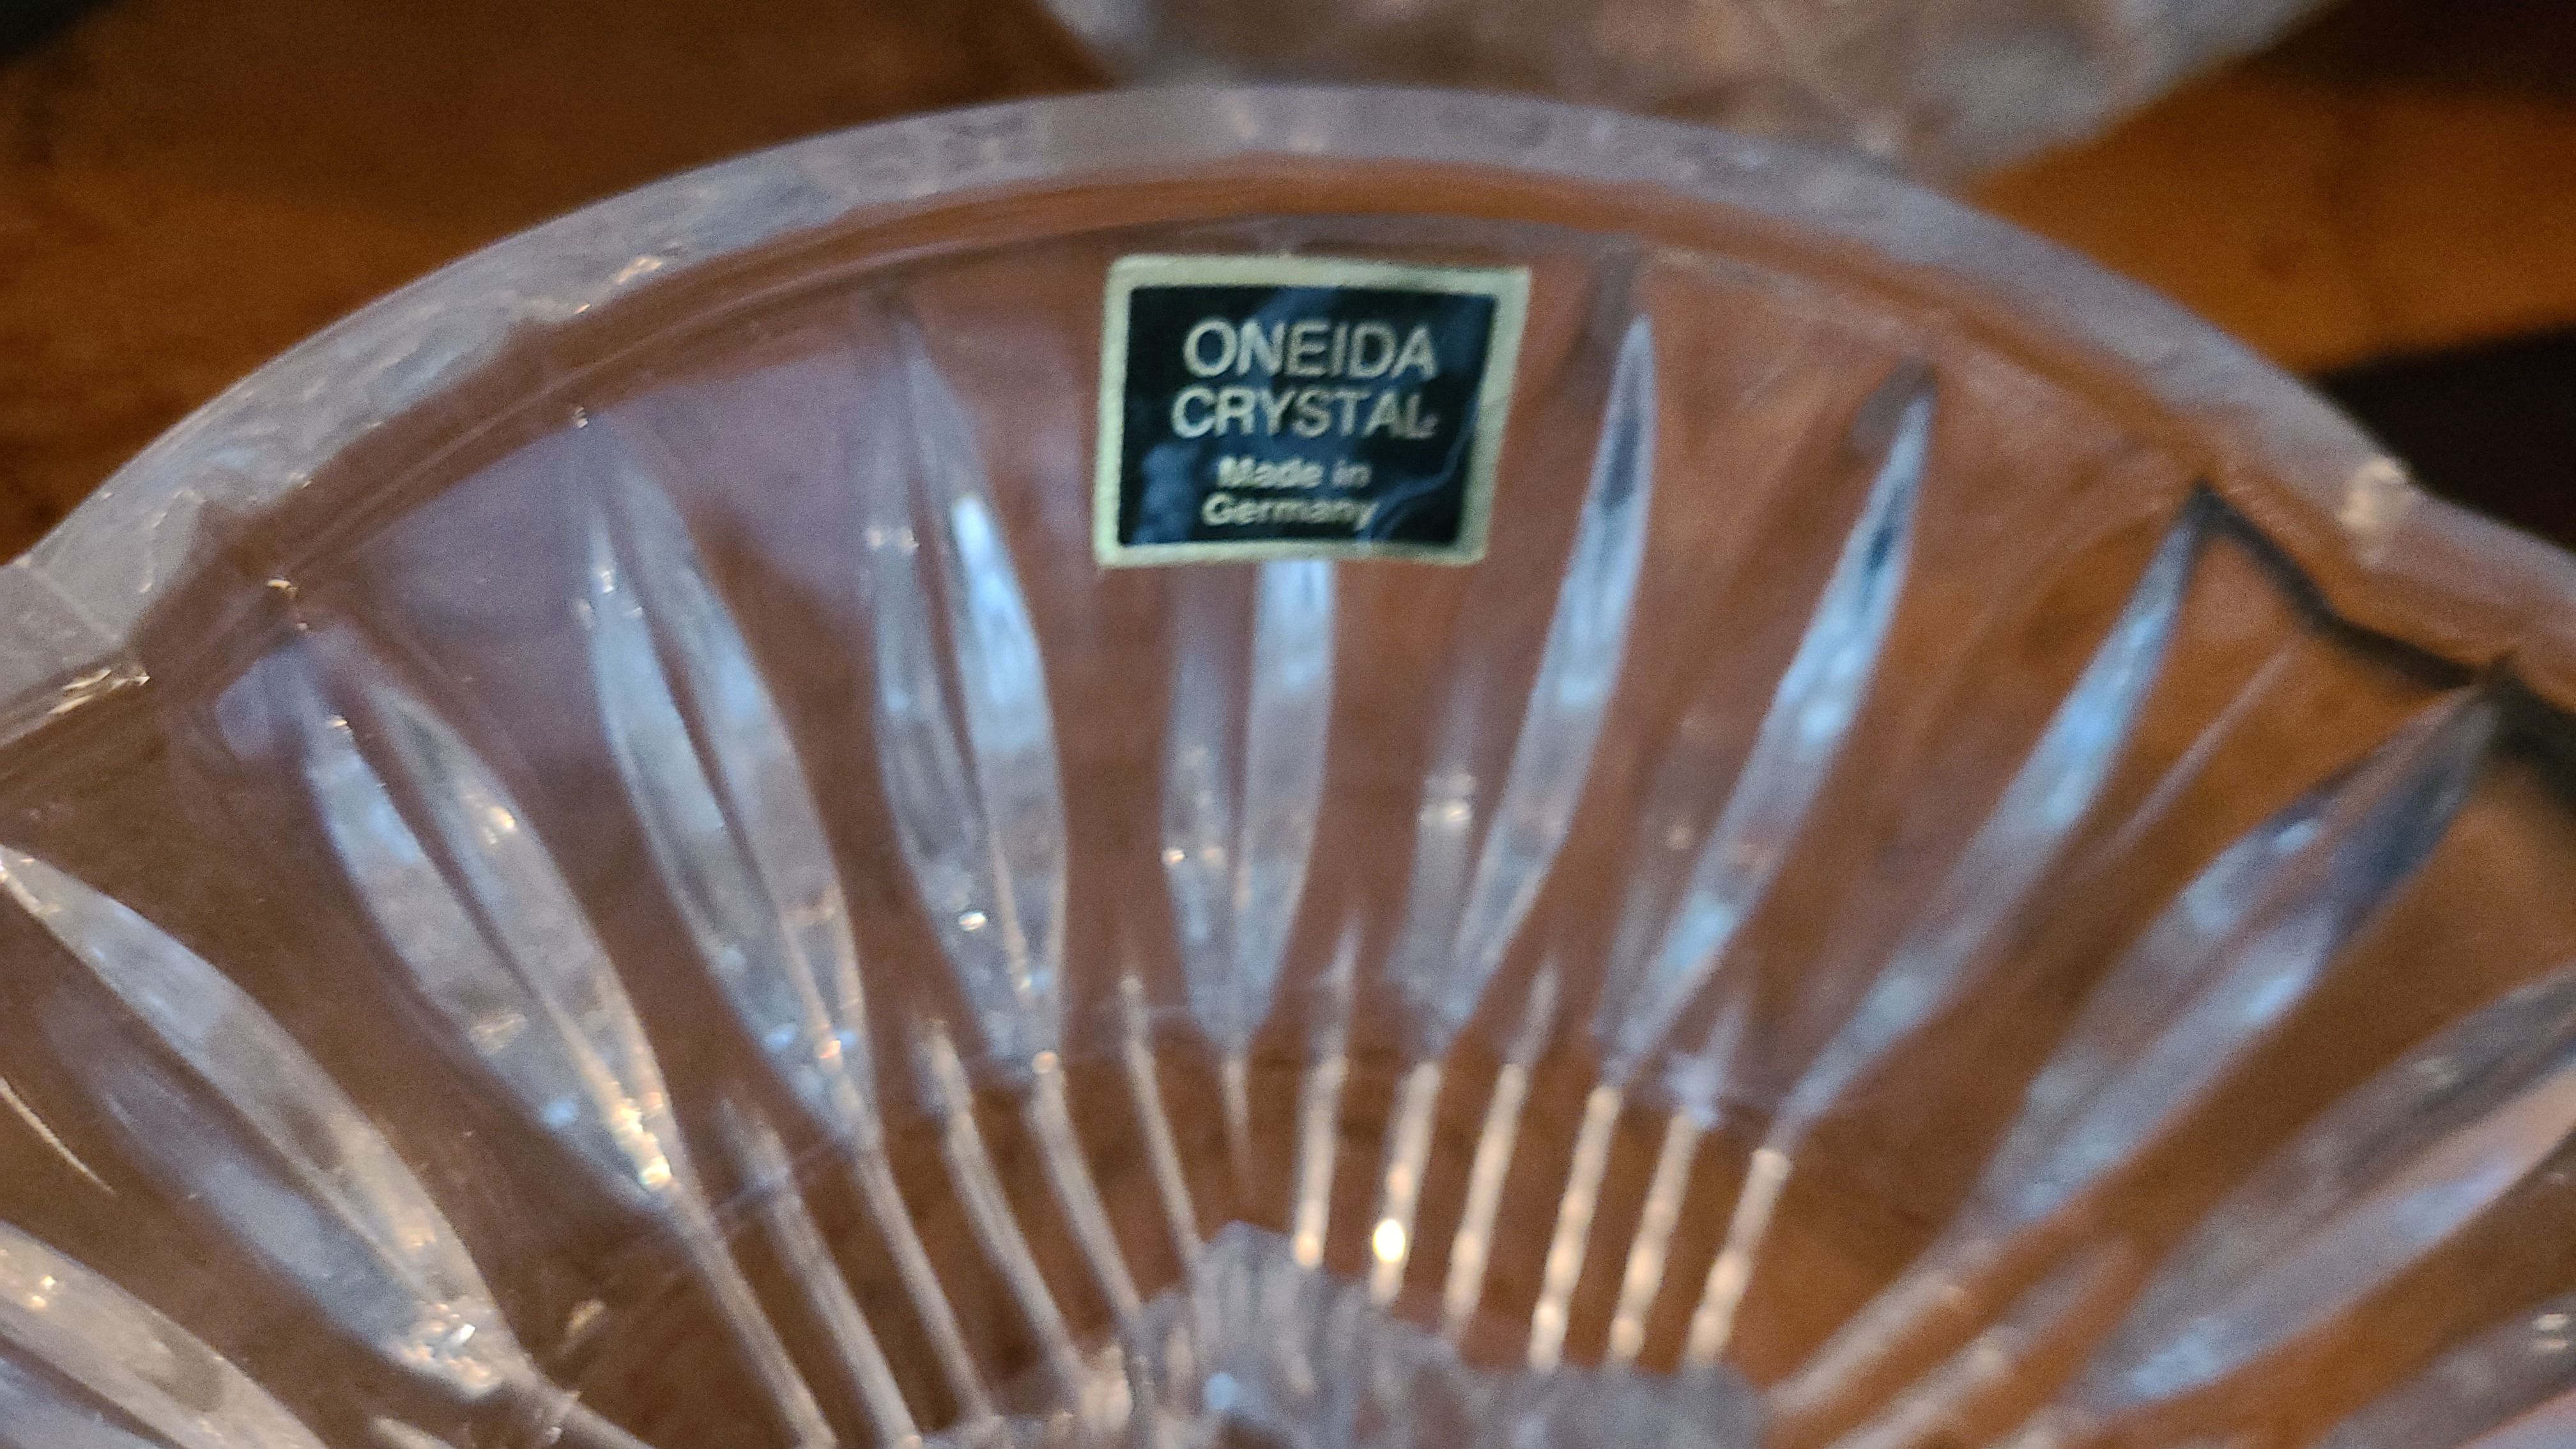 ONEIDA
CRYSTAL
Made in
Germany